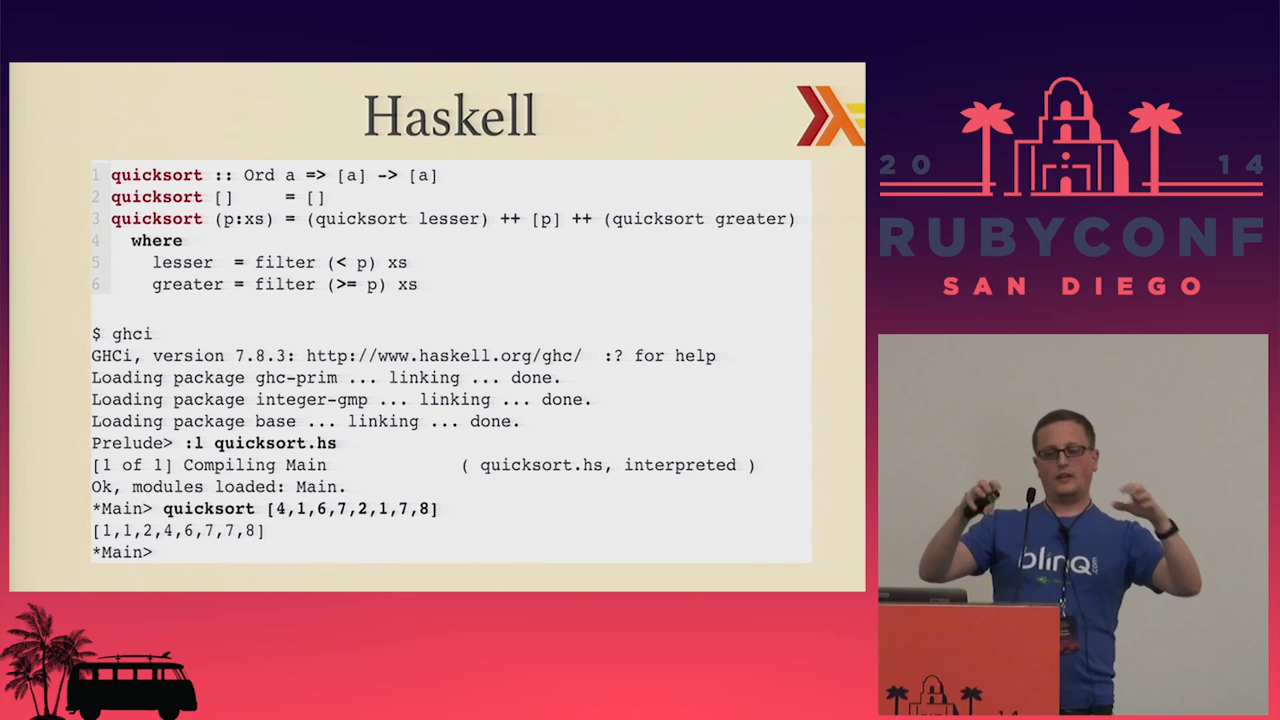 Haskell
1 quicksort :: Ord a => [a] -> [a]
2 quicksort []     = []
3 quicksort (p:xs) = (quicksort lesser) ++ [p] ++ (quicksort greater)
4   where
5     lesser  = filter (< p) xs
6     greater = filter (>= p) xs
$ ghci
GHCi, version 7.8.3: http://www.haskell.org/ghc/  :? for help
Loading package ghc-prim ... linking ... done.
Loading package integer-gmp ... linking ... done.
Loading package base ... linking ... done.
Prelude> :l quicksort.hs
[1 of 1] Compiling Main             ( quicksort.hs, interpreted )
Ok, modules loaded: Main.
*Main> quicksort [4,1,6,7,2,1,7,8]
[1,1,2,4,6,7,7,8]
*Main>
20 14
RUBYCONF
SAN DIEGO
blinQ.com
14